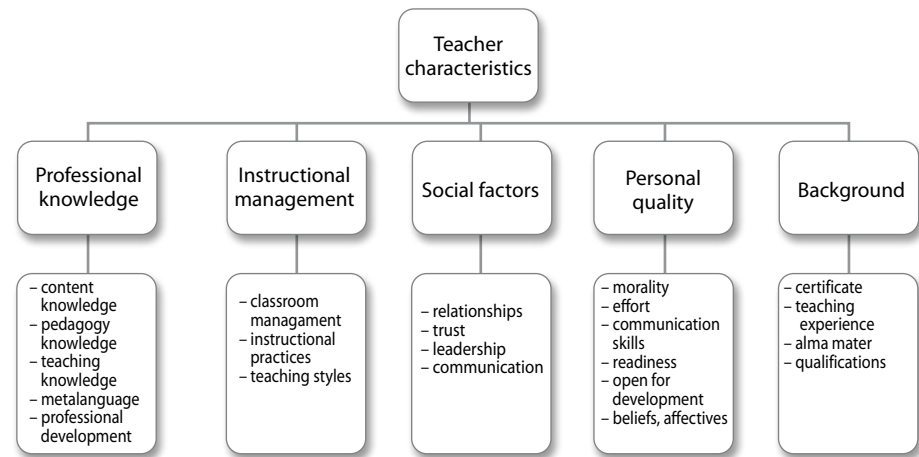 Teacher
characteristics
Professional
knowledge
Instructional
management
Social factors
Personal
quality
Background
– content
knowledge
– pedagogy
knowledge
– teaching
knowledge
– metalanguage
– professional
development
– classroom
managament
– instructional
practices
– teaching styles
– relationships
– trust
– leadership
– communication
– morality
– effort
– communication
skills
– readiness
– open for
development
– beliefs, affectives
– certificate
– teaching
experience
– alma mater
– qualifications